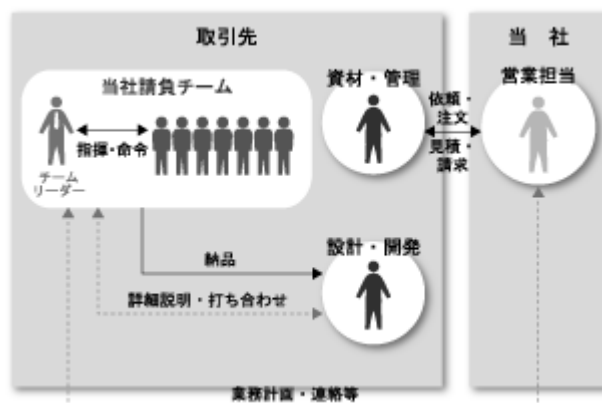 取引先
当社
当社請負チーム
資材・管理
営業担当
依頼・
注文
見積・
請求
指揮・命令
チーム
リーダー
設計・開発
納品
詳細説明・打ち合わせ
業務計画・連絡等